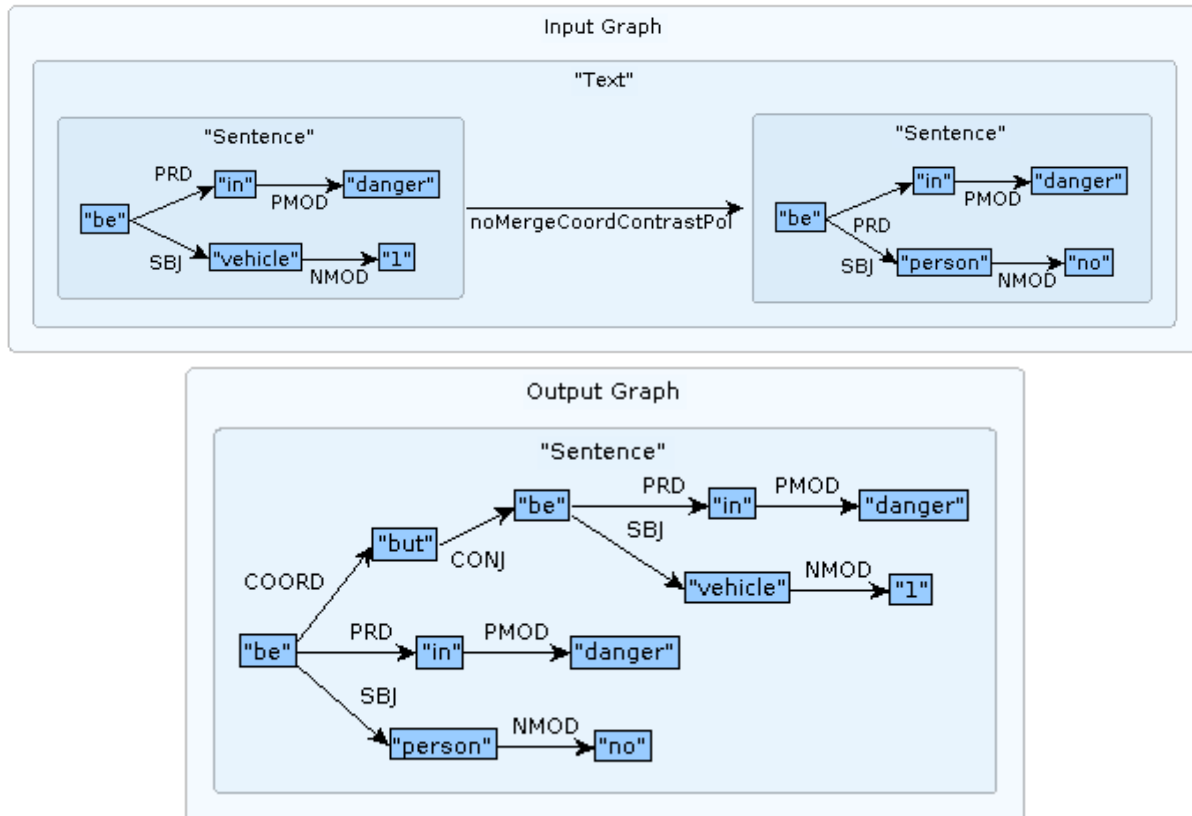 Input Graph
"Text"
"Sentence"
"Sentence"
PRD
"in"
"danger"
PMOD
"be"
SBJ
"vehicle"
"1"
NMOD
noMergeCoordContrastPol
"in"
"danger"
PMOD
"be"
PRD
SBJ
"person"
"no"
NMOD
Output Graph
"Sentence"
"be"
PRD
"in"
PMOD
"danger"
SBJ
"but"
CONJ
COORD
"vehicle"
NMOD
"1"
"be"
PRD
"in"
PMOD
"danger"
SBJ
"person"
NMOD
"no"